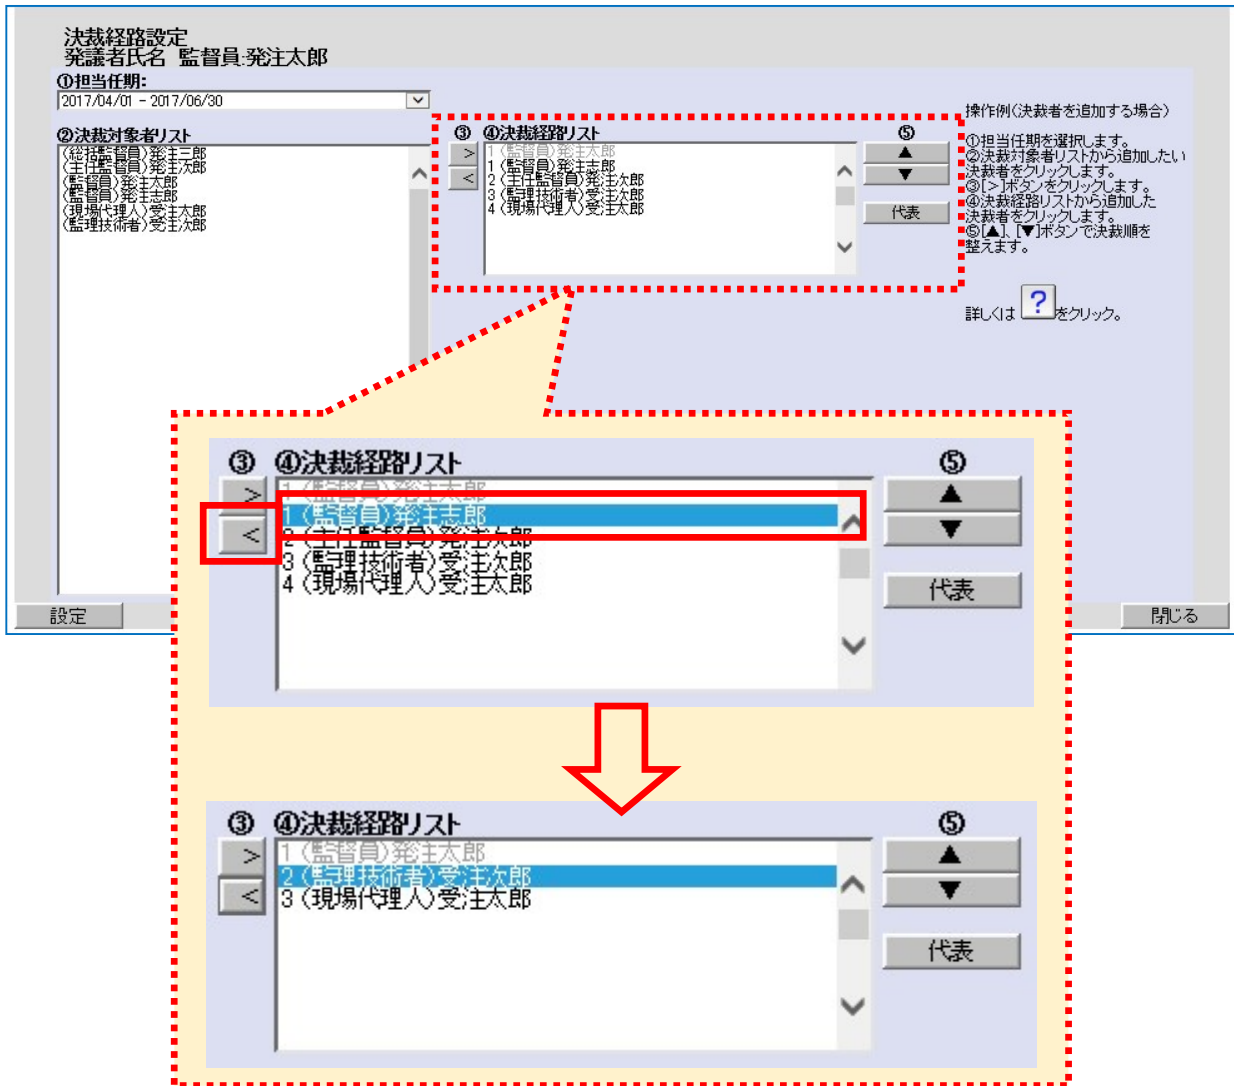 決裁経路設定
発議者氏名 監督員:発注太郎
①担当任期:
2017/04/01 - 2017/06/30
②決裁対象者リスト
(総括監督員)発注三郎
(主任監督員)発注次郎
(監督員)発注太郎
(監督員)発注志郎
(現場代理人)受注太郎
(監理技術者)受注次郎
③ ④決裁経路リスト ⑤
>
<
1 (監督員)発注太郎
1 (監督員)発注志郎
2 (主任監督員)発注次郎
3 (監理技術者)受注次郎
4 (現場代理人)受注太郎
▲
▼
代表
操作例(決裁者を追加する場合)
①担当任期を選択します。
②決裁対象者リストから追加したい
決裁者をクリックします。
③[>]ボタンをクリックします。
④決裁経路リストから追加した
決裁者をクリックします。
⑤[▲]、[▼]ボタンで決裁順を
整えます。
詳しくは ? をクリック。
設定
閉じる
③ ④決裁経路リスト ⑤
>
<
1 (監督員)発注太郎
1 (監督員)発注志郎
2 (主任監督員)発注次郎
3 (監理技術者)受注次郎
4 (現場代理人)受注太郎
▲
▼
代表
③ ④決裁経路リスト ⑤
>
<
1 (監督員)発注太郎
2 (監理技術者)受注次郎
3 (現場代理人)受注太郎
▲
▼
代表